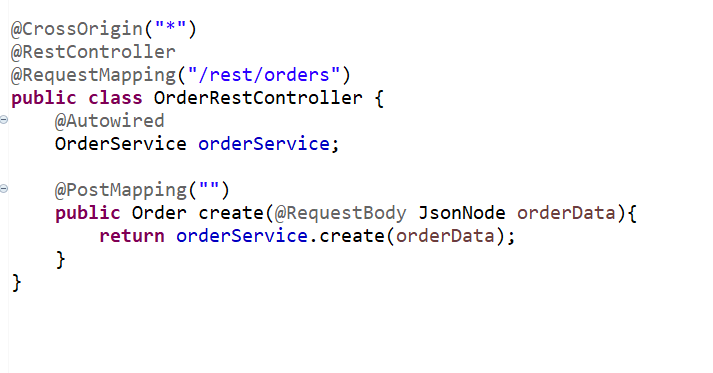 @CrossOrigin("*")
@RestController
@RequestMapping("/rest/orders")
public class OrderRestController {
@Autowired
OrderService orderService;
@PostMapping("")
public Order create(@RequestBody JsonNode orderData){
return orderService.create(orderData);
}
}